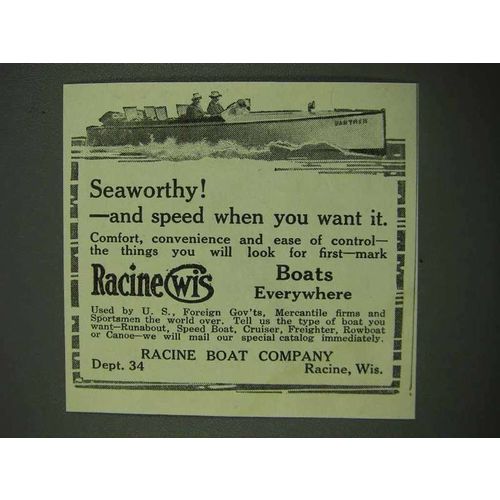 PANTHER
Seaworthy!
—and speed when you want it.
Comfort, convenience and ease of control—
the things you will look for first—mark
Racine Wis Boats
Everywhere
Used by U. S., Foreign Gov'ts, Mercantile firms and
Sportsmen the world over. Tell us the type of boat you
want—Runabout, Speed Boat, Cruiser, Freighter, Rowboat
or Canoe—we will mail our special catalog immediately.
RACINE BOAT COMPANY
Dept. 34 Racine, Wis.